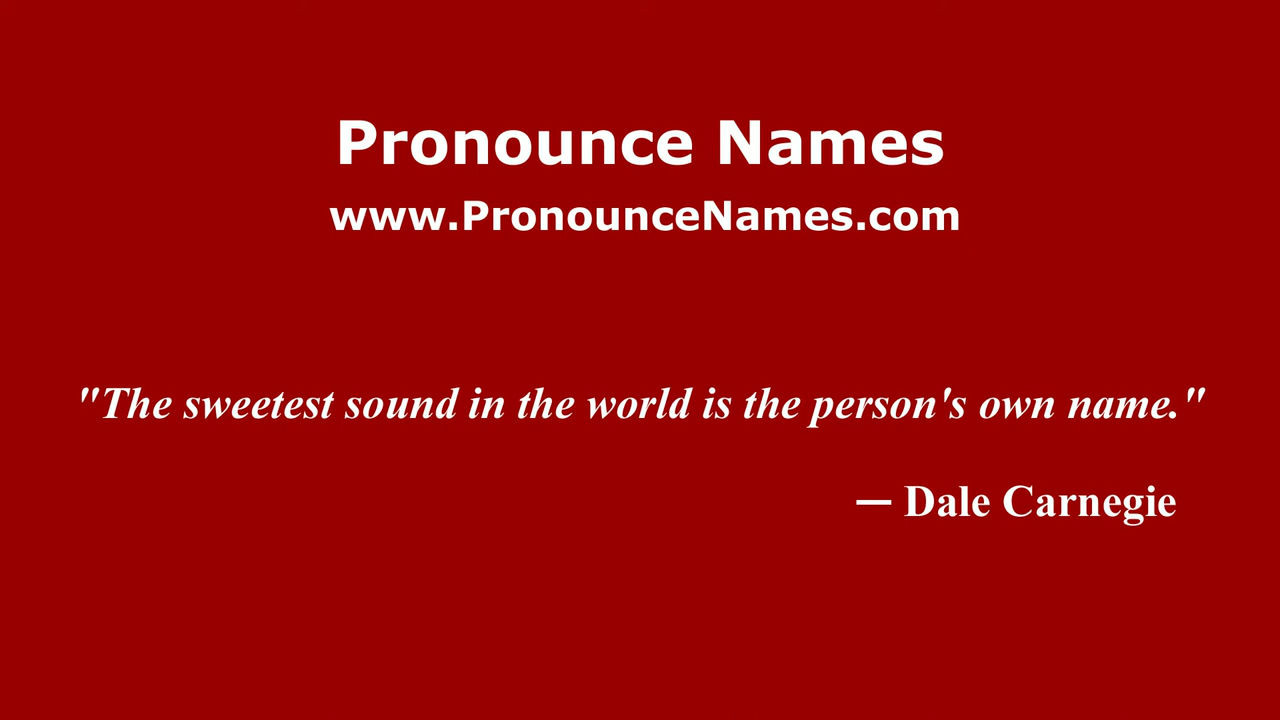 Pronounce Names
www.PronounceNames.com
"The sweetest sound in the world is the person's own name."
— Dale Carnegie